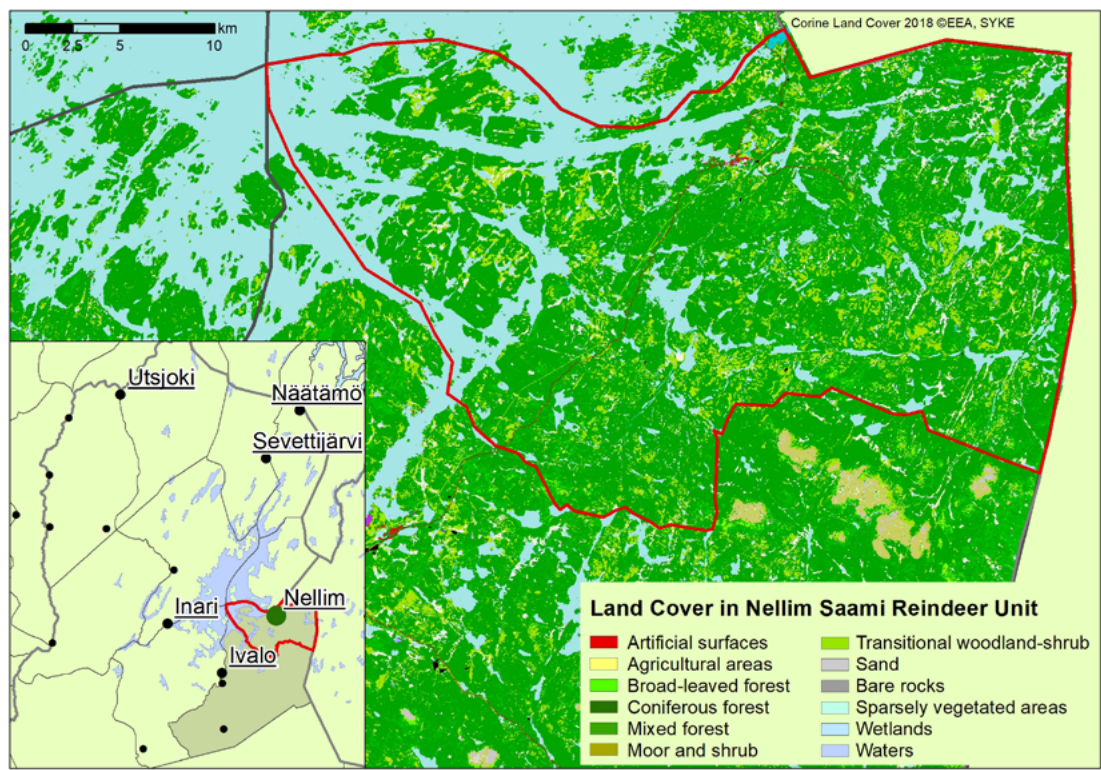 km
0 2.5 5 10
Corine Land Cover 2018 ©EEA, SYKE
Utsjoki
Näätämö
Sevettijärvi
Inari
Nellim
Ivalo
Land Cover in Nellim Saami Reindeer Unit
Artificial surfaces
Agricultural areas
Broad-leaved forest
Coniferous forest
Mixed forest
Moor and shrub
Transitional woodland-shrub
Sand
Bare rocks
Sparsely vegetated areas
Wetlands
Waters